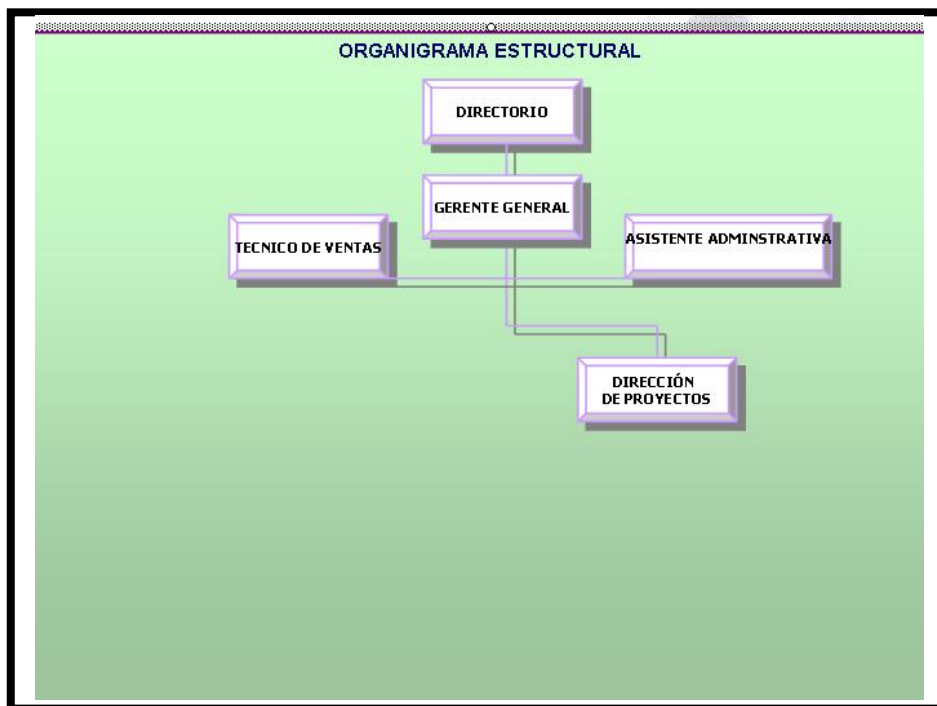 ORGANIGRAMA ESTRUCTURAL
DIRECTORIO
GERENTE GENERAL
TECNICO DE VENTAS
ASISTENTE ADMINSTRATIVA
DIRECCIÓN
DE PROYECTOS